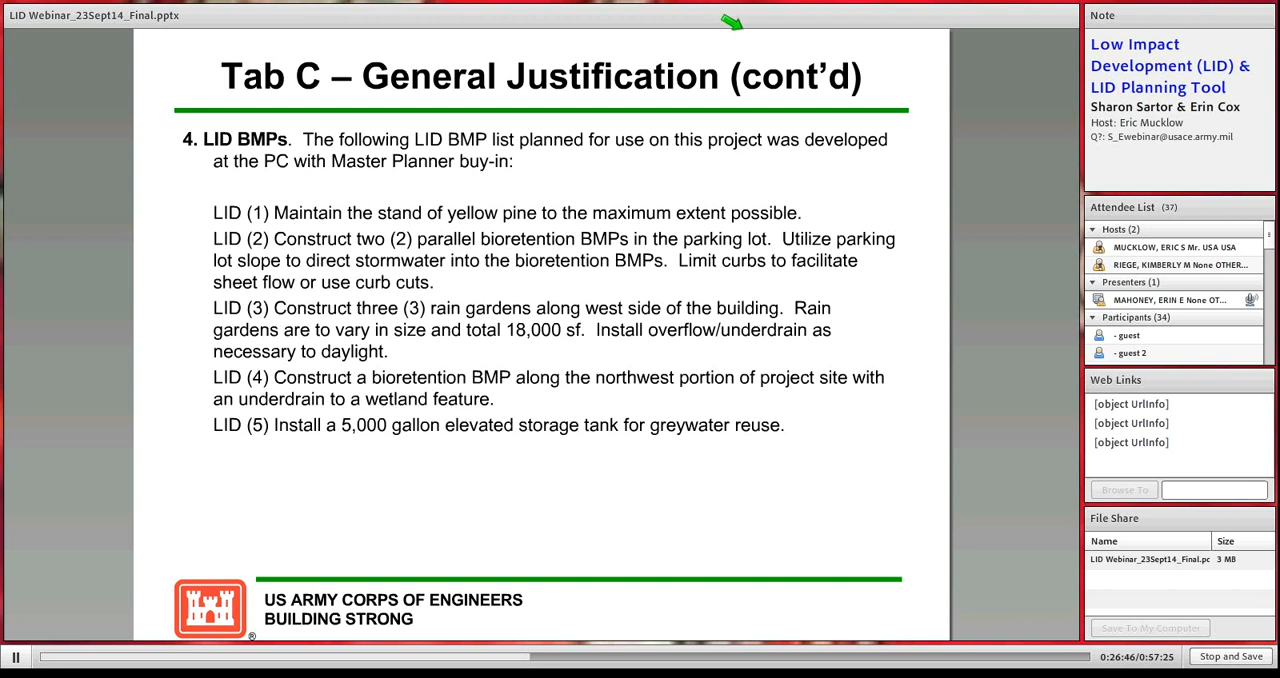 LID Webinar_23Sept14_Final.pptx
Tab C – General Justification (cont'd)
4. LID BMPs. The following LID BMP list planned for use on this project was developed
at the PC with Master Planner buy-in:
LID (1) Maintain the stand of yellow pine to the maximum extent possible.
LID (2) Construct two (2) parallel bioretention BMPs in the parking lot. Utilize parking
lot slope to direct stormwater into the bioretention BMPs. Limit curbs to facilitate
sheet flow or use curb cuts.
LID (3) Construct three (3) rain gardens along west side of the building. Rain
gardens are to vary in size and total 18,000 sf. Install overflow/underdrain as
necessary to daylight.
LID (4) Construct a bioretention BMP along the northwest portion of project site with
an underdrain to a wetland feature.
LID (5) Install a 5,000 gallon elevated storage tank for greywater reuse.
US ARMY CORPS OF ENGINEERS
BUILDING STRONG
®
Note
Low Impact
Development (LID) &
LID Planning Tool
Sharon Sartor & Erin Cox
Host: Eric Mucklow
Q?: S_Ewebinar@usace.army.mil
Attendee List (37)
Hosts (2)
MUCKLOW, ERIC S Mr. USA USA
RIEGE, KIMBERLY M None OTHER...
Presenters (1)
MAHONEY, ERIN E None OT...
Participants (34)
- guest
- guest 2
Web Links
[object UrlInfo]
[object UrlInfo]
[object UrlInfo]
Browse To
File Share
Name Size
LID Webinar_23Sept14_Final.pc 3 MB
Save To My Computer
0:26:46/0:57:25
Stop and Save